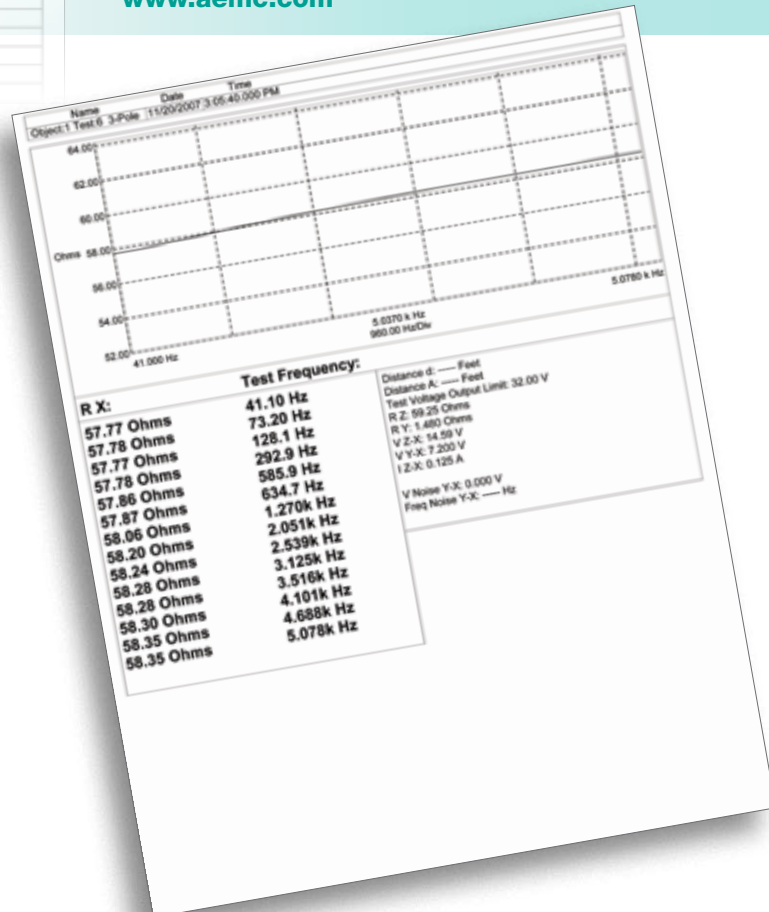 www.aemc.com
Name Date Time
Object:1 Test:6 3-Pole 11/20/2007 3:05:40.000 PM
64.00
62.00
60.00
Ohms 58.00
56.00
54.00
52.00
41.000 Hz
5.0370 k Hz
960.00 Hz/Div
5.0780 k Hz
R X: Test Frequency:
57.77 Ohms 41.10 Hz
57.78 Ohms 73.20 Hz
57.77 Ohms 128.1 Hz
57.78 Ohms 292.9 Hz
57.86 Ohms 585.9 Hz
57.87 Ohms 634.7 Hz
58.06 Ohms 1.270k Hz
58.20 Ohms 2.051k Hz
58.24 Ohms 2.539k Hz
58.28 Ohms 3.125k Hz
58.28 Ohms 3.516k Hz
58.30 Ohms 4.101k Hz
58.35 Ohms 4.688k Hz
58.35 Ohms 5.078k Hz
Distance d: ---- Feet
Distance A: ---- Feet
Test Voltage Output Limit: 32.00 V
R Z: 59.25 Ohms
R Y: 1.480 Ohms
V Z-X: 14.59 V
V Y-X: 7.200 V
I Z-X: 0.125 A
V Noise Y-X: 0.000 V
Freq Noise Y-X: ---- Hz